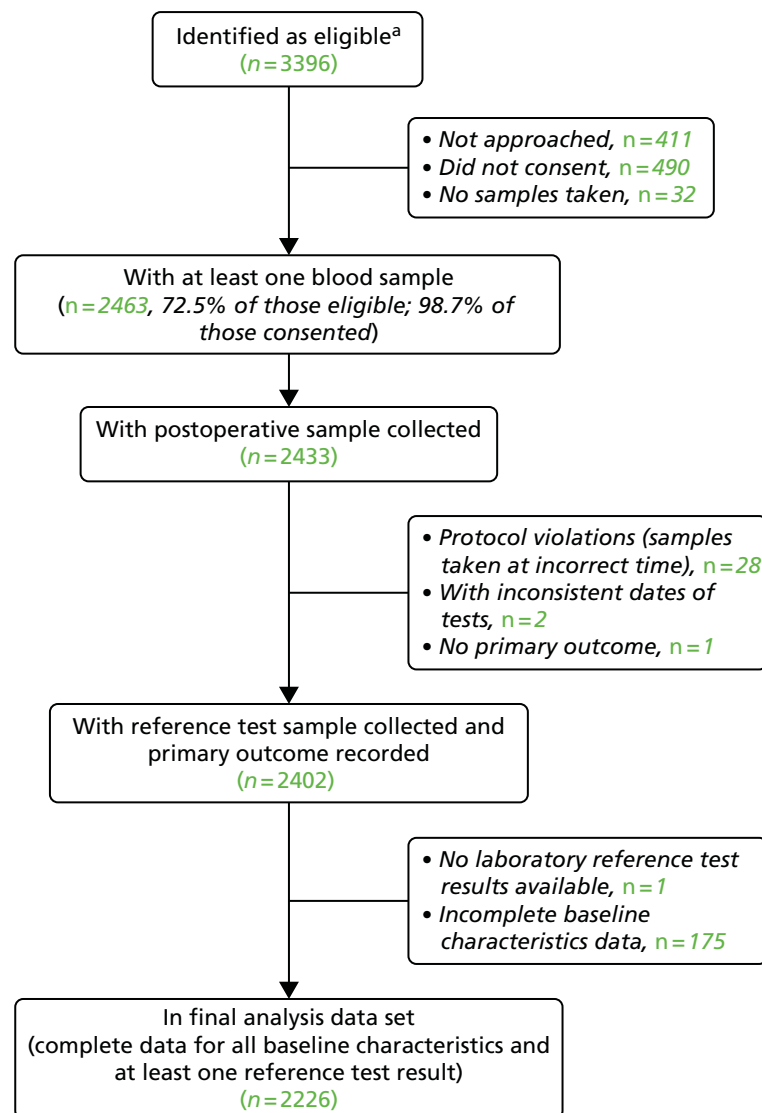 Identified as eligibleᵃ
(n=3396)
• Not approached, n=411
• Did not consent, n=490
• No samples taken, n=32
With at least one blood sample
(n=2463, 72.5% of those eligible; 98.7% of
those consented)
With postoperative sample collected
(n=2433)
• Protocol violations (samples
taken at incorrect time), n=28
• With inconsistent dates of
tests, n=2
• No primary outcome, n=1
With reference test sample collected and
primary outcome recorded
(n=2402)
• No laboratory reference test
results available, n=1
• Incomplete baseline
characteristics data, n=175
In final analysis data set
(complete data for all baseline characteristics and
at least one reference test result)
(n=2226)